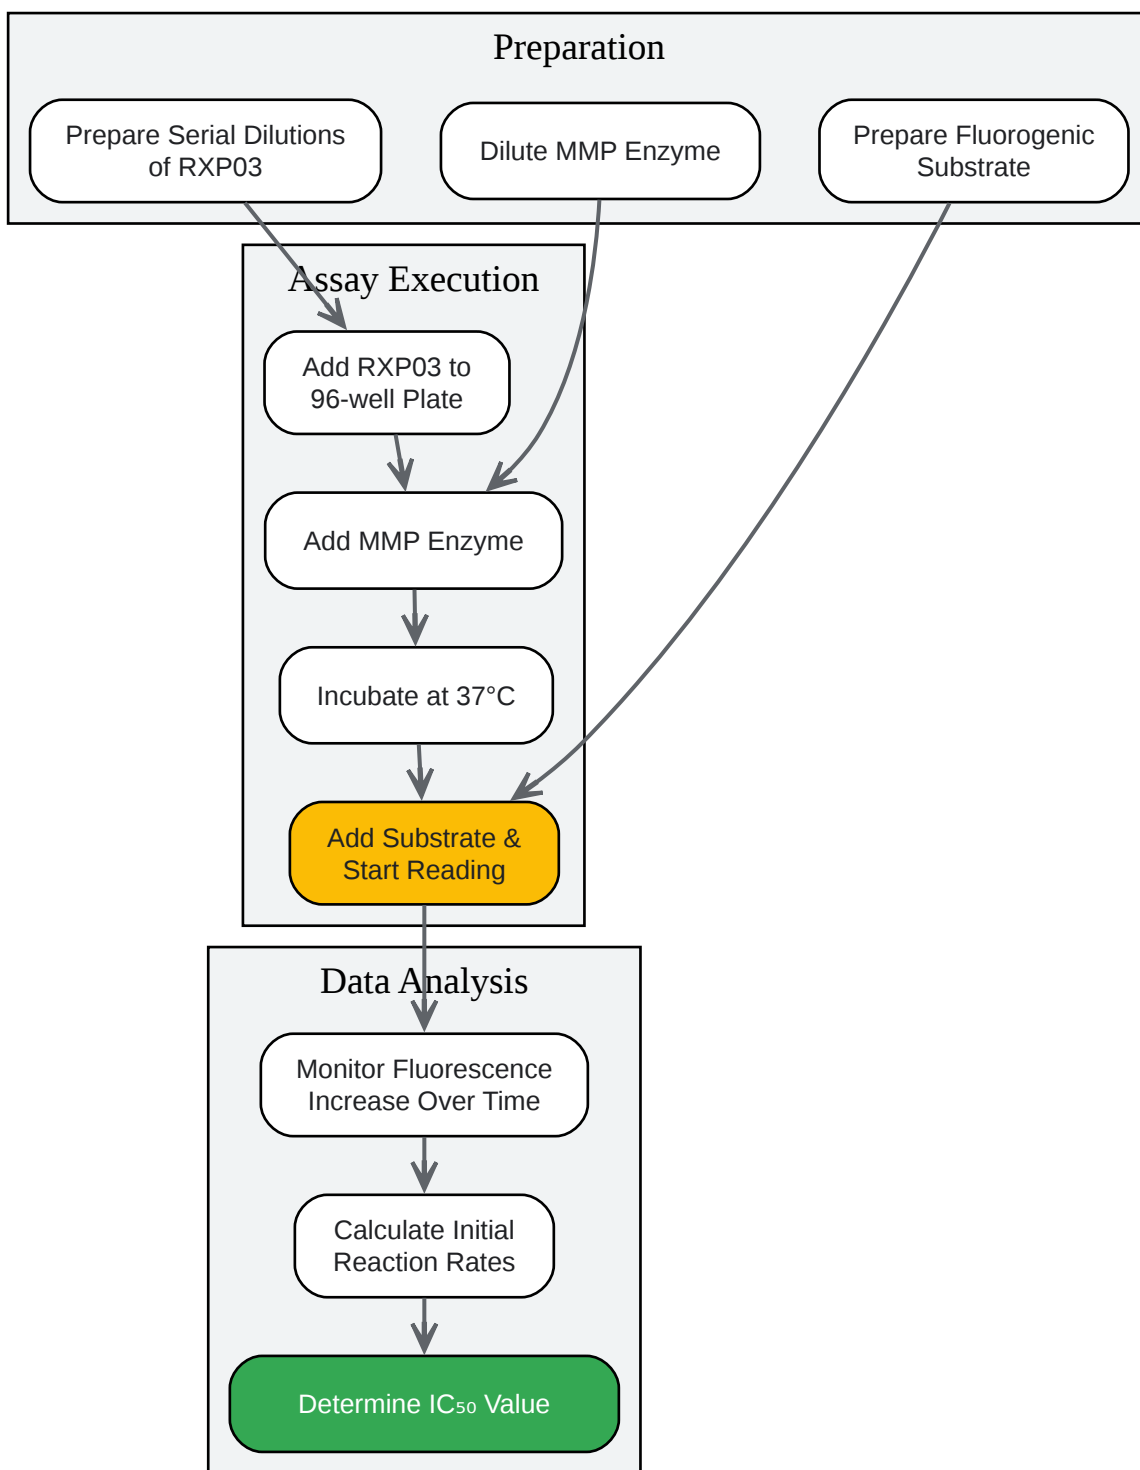 Preparation
Prepare Serial Dilutions
of RXP03
Dilute MMP Enzyme
Prepare Fluorogenic
Substrate
Assay Execution
Add RXP03 to
96-well Plate
Add MMP Enzyme
Incubate at 37°C
Add Substrate &
Start Reading
Data Analysis
Monitor Fluorescence
Increase Over Time
Calculate Initial
Reaction Rates
Determine IC₅₀ Value